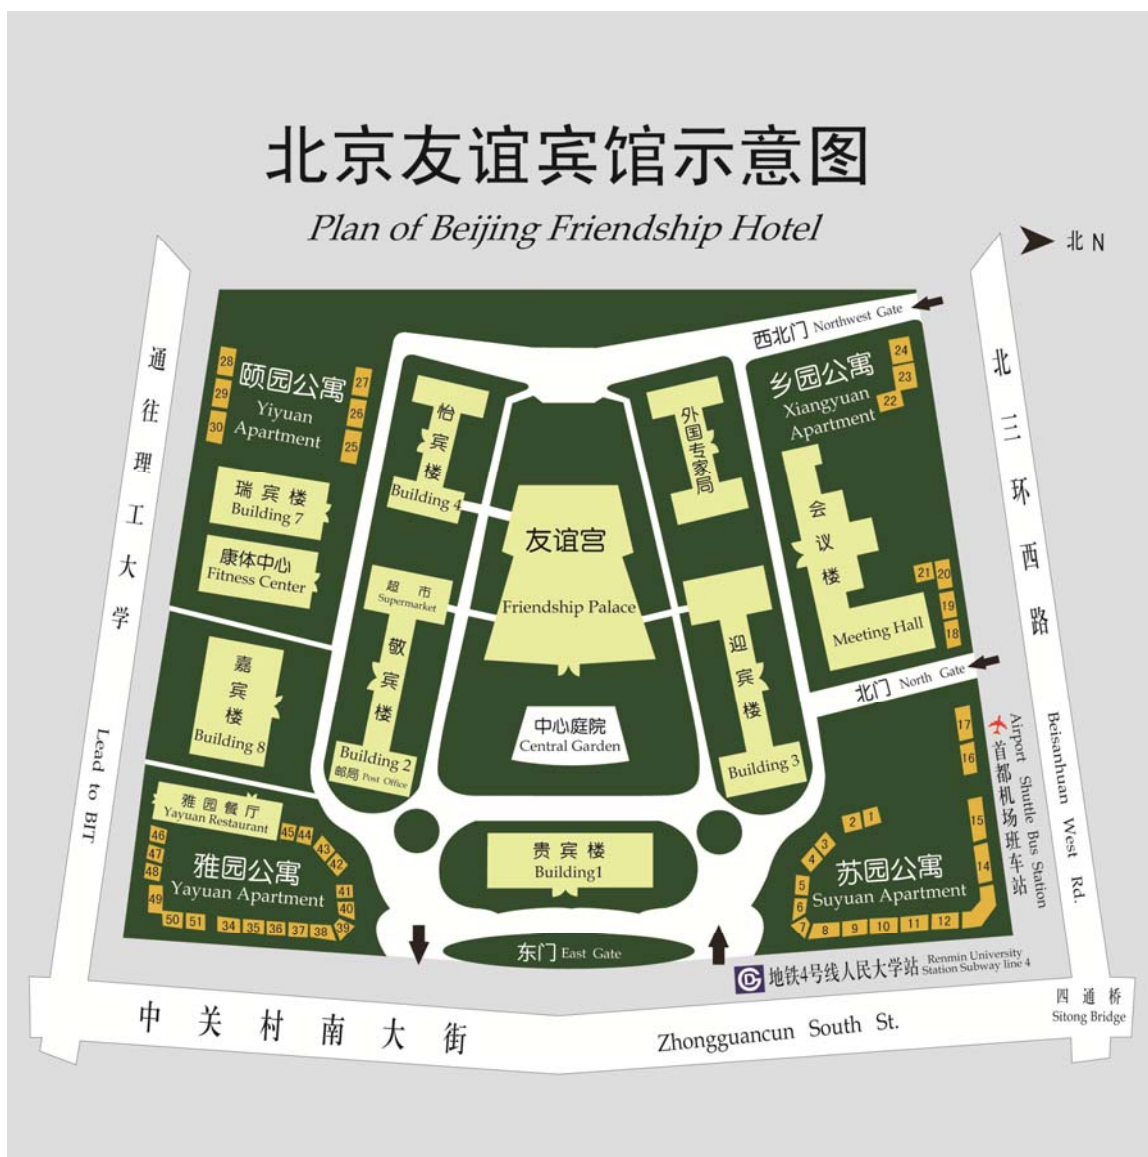 北京友谊宾馆示意图
Plan of Beijing Friendship Hotel
北 N
西北门 Northwest Gate
通往理工大学
Lead to BIT
28
29
30
颐园公寓
Yiyuan
Apartment
27
26
25
怡宾楼
Building 4
外国专家局
乡园公寓
Xiangyuan
Apartment
24
23
22
北三环西路
Beisanhuan West Rd.
瑞宾楼
Building 7
康体中心
Fitness Center
友谊宫
Friendship Palace
会议楼
Meeting Hall
21
20
19
18
超市
Supermarket
敬宾楼
Building 2
邮局 Post Office
迎宾楼
Building 3
嘉宾楼
Building 8
中心庭院
Central Garden
北门 North Gate
17
16
首都机场班车站
Airport Shuttle Bus Station
雅园餐厅
Yayuan Restaurant
45
44
43
42
46
47
48
49
50
51
雅园公寓
Yayuan Apartment
41
40
39
34
35
36
37
38
贵宾楼
Building1
2
1
3
4
5
6
7
苏园公寓
Suyuan Apartment
15
14
8
9
10
11
12
东门 East Gate
地铁4号线人民大学站
Renmin University
Station Subway line 4
中关村南大街
Zhongguancun South St.
四通桥
Sitong Bridge